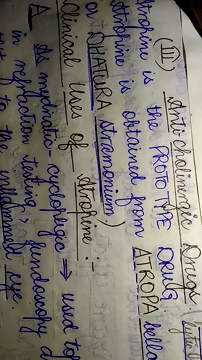 (III) Anticholinergic Drugs
Atropine is the PROTOTYPE DRUG
Atropine is obtained from ATROPA bella
or DHATURA Stramonium)
Clinical Uses of Atropine :-
A As mydriatic-cycloplegic ⇒ used to
in refraction testing, fundoscopy
to the inflammed eye.